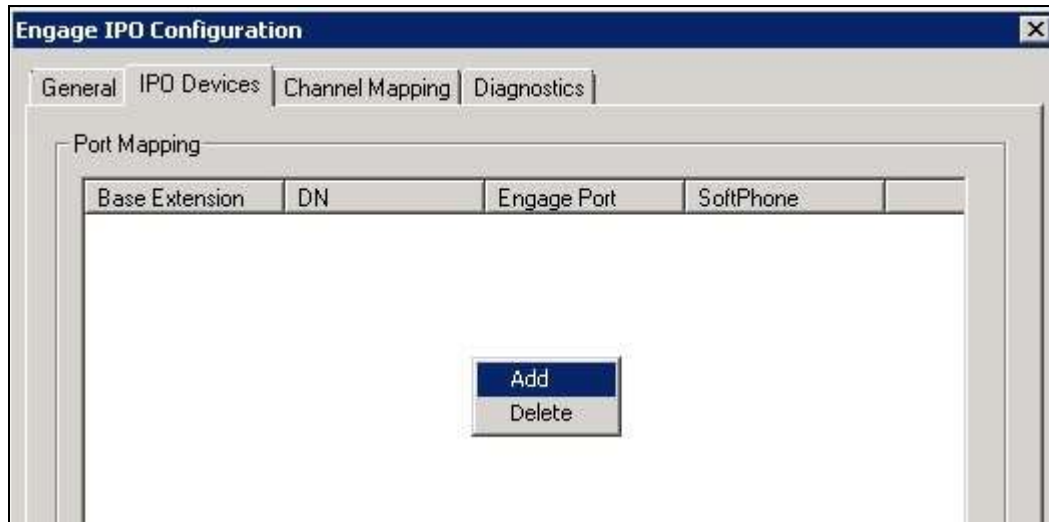 Engage IPO Configuration
General IPO Devices Channel Mapping Diagnostics
Port Mapping
Base Extension DN Engage Port SoftPhone
Add
Delete